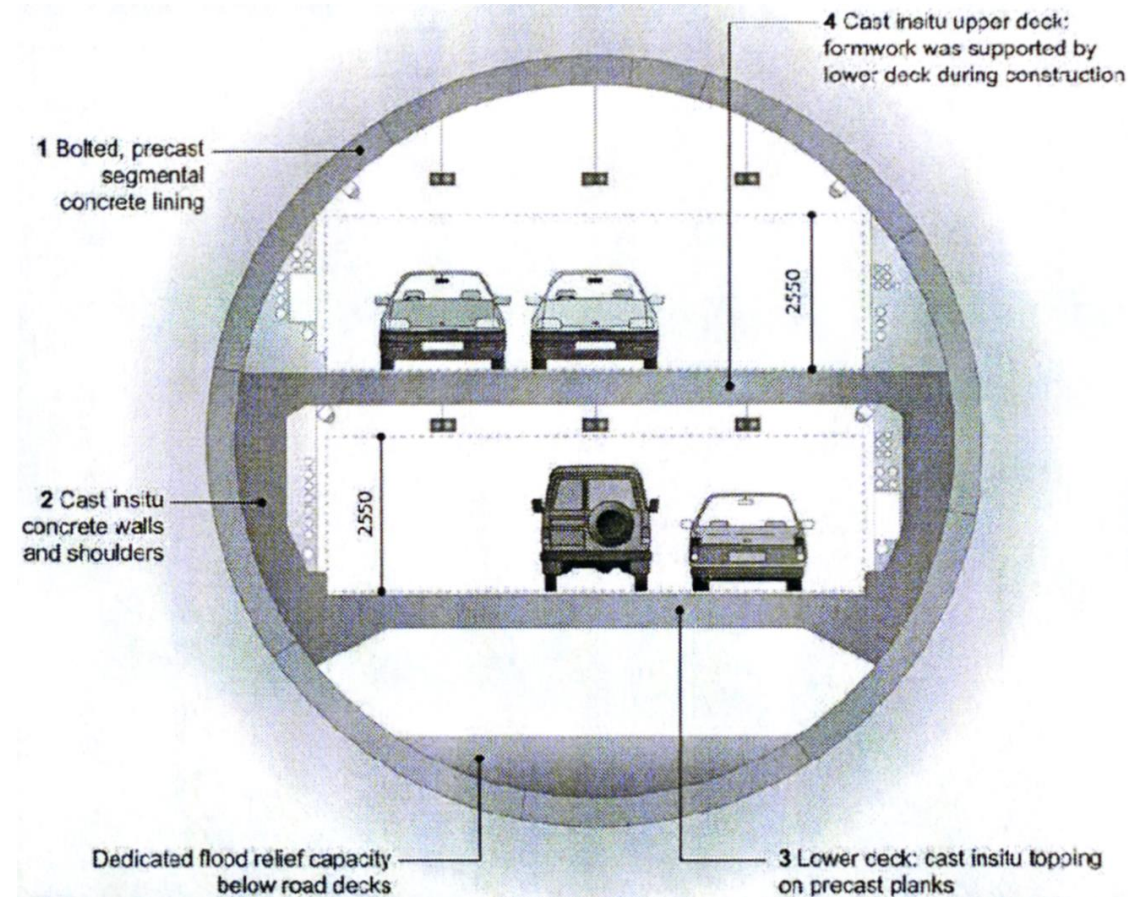 4 Cast insitu upper deck:
formwork was supported by
lower deck during construction
1 Bolted, precast
segmental
concrete lining
2550
2550
2 Cast insitu
concrete walls
and shoulders
Dedicated flood relief capacity
below road decks
3 Lower deck: cast insitu topping
on precast planks